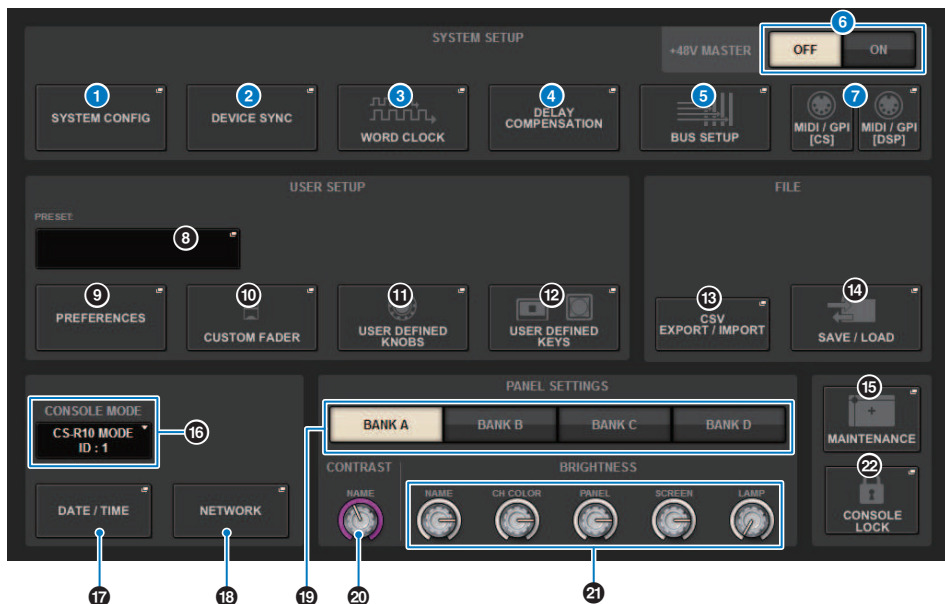 SYSTEM SETUP
+48V MASTER
OFF
ON
6
1
SYSTEM CONFIG
2
DEVICE SYNC
3
WORD CLOCK
4
DELAY
COMPENSATION
5
BUS SETUP
7
MIDI / GPI
[CS]
MIDI / GPI
[DSP]
USER SETUP
PRESET:
8
9
PREFERENCES
10
CUSTOM FADER
11
USER DEFINED
KNOBS
12
USER DEFINED
KEYS
FILE
13
CSV
EXPORT / IMPORT
14
SAVE / LOAD
CONSOLE MODE
CS-R10 MODE
ID : 1
16
DATE / TIME
NETWORK
PANEL SETTINGS
BANK A
BANK B
BANK C
BANK D
CONTRAST
NAME
BRIGHTNESS
NAME
CH COLOR
PANEL
SCREEN
LAMP
15
MAINTENANCE
22
CONSOLE
LOCK
17
18
19
20
21